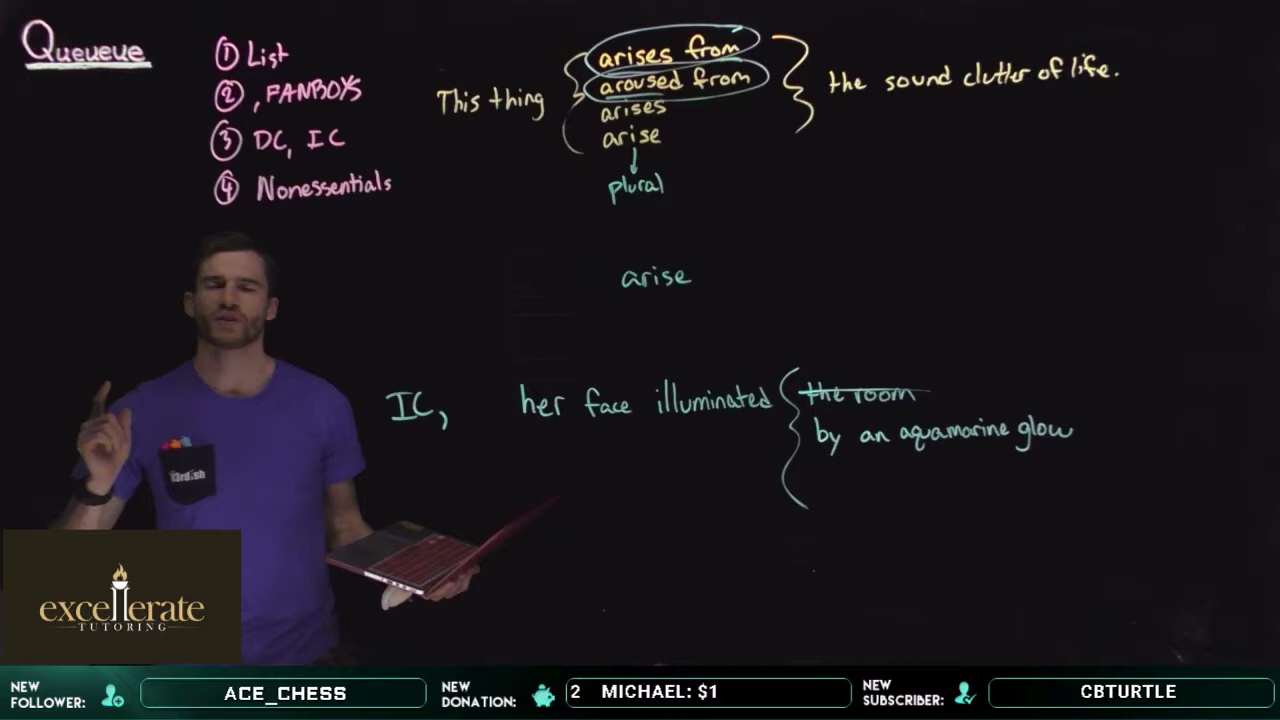 Queueue
① List
② , FANBOYS
③ DC, IC
④ Nonessentials
This thing
arises from
aroused from
arises
arise
plural
the sound clutter of life.
arise
IC, her face illuminated
the room
by an aquamarine glow
excellerate
TUTORING
NEW FOLLOWER: ACE_CHESS
NEW DONATION: 2 MICHAEL: $1
NEW SUBSCRIBER: CBTURTLE